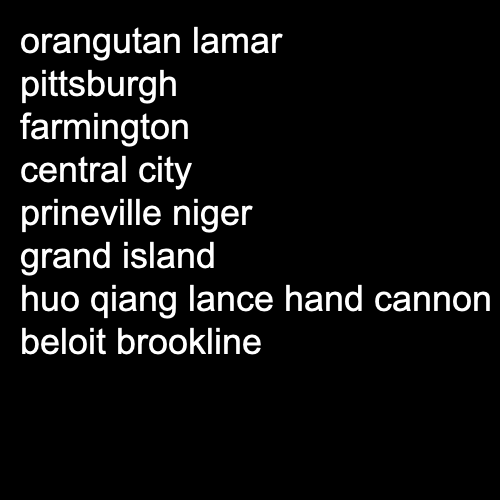 orangutan lamar
pittsburgh
farmington
central city
prineville niger
grand island
huo qiang lance hand cannon
beloit brookline